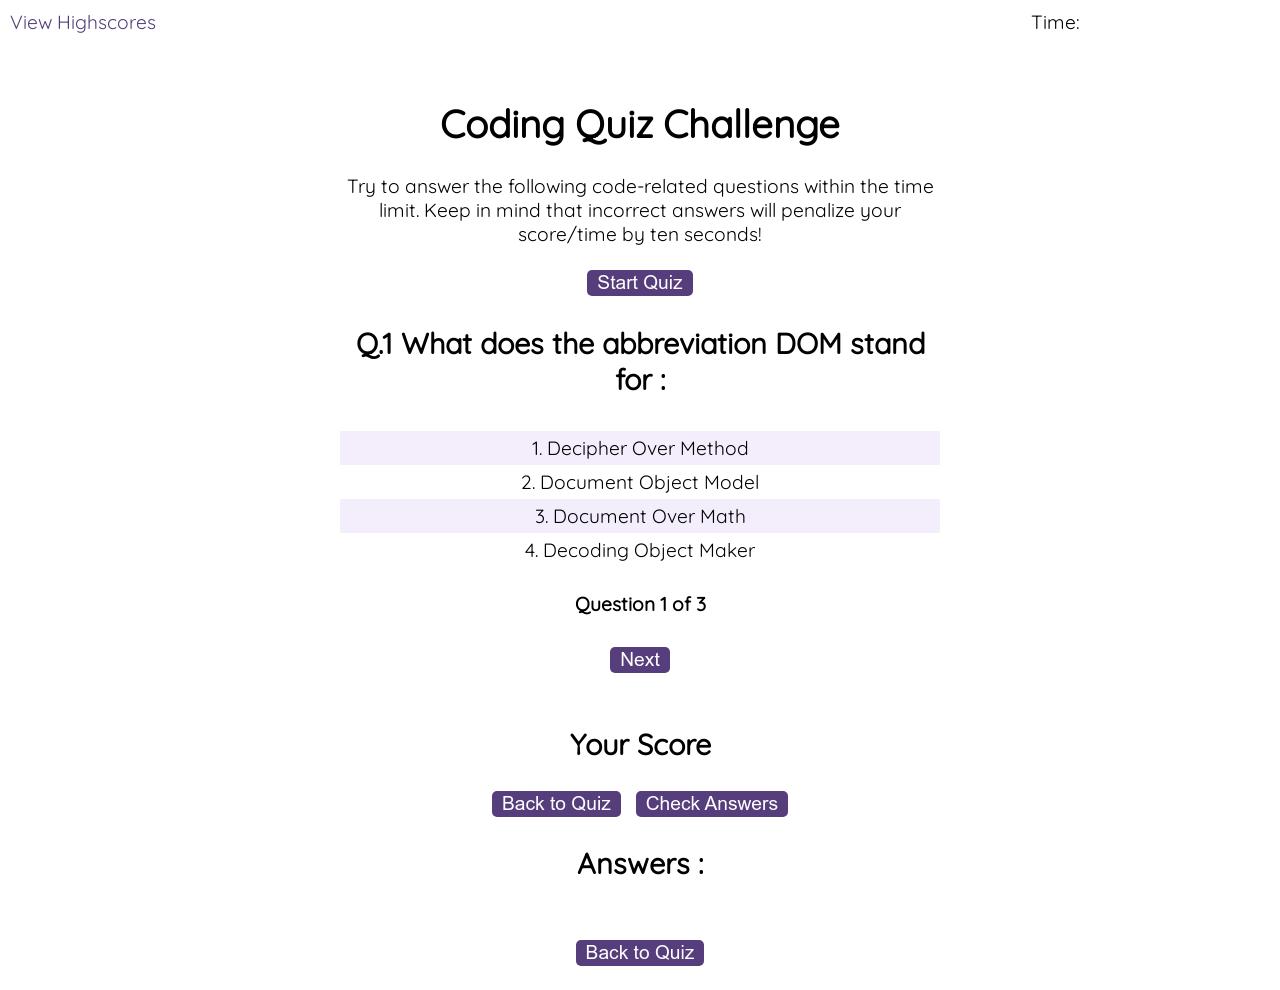 View Highscores
Time:
Coding Quiz Challenge
Try to answer the following code-related questions within the time
limit. Keep in mind that incorrect answers will penalize your
score/time by ten seconds!
Start Quiz
Q.1 What does the abbreviation DOM stand
for :
1. Decipher Over Method
2. Document Object Model
3. Document Over Math
4. Decoding Object Maker
Question 1 of 3
Next
Your Score
Back to Quiz Check Answers
Answers :
Back to Quiz